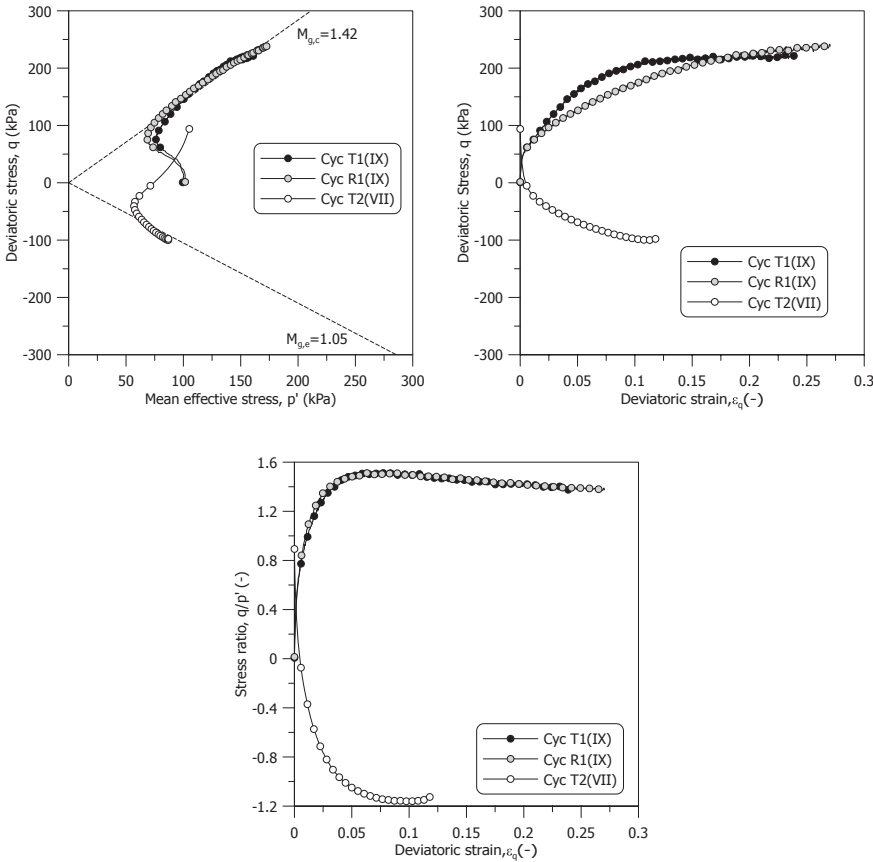 300
200
100
0
-100
-200
-300
Deviatoric stress, q (kPa)
M_g,c=1.42
M_g,e=1.05
Cyc T1(IX)
Cyc R1(IX)
Cyc T2(VII)
0 50 100 150 200 250 300
Mean effective stress, p' (kPa)
300
200
100
0
-100
-200
-300
Deviatoric Stress, q (kPa)
Cyc T1(IX)
Cyc R1(IX)
Cyc T2(VII)
0 0.05 0.1 0.15 0.2 0.25 0.3
Deviatoric strain,ε_q(-)
1.6
1.2
0.8
0.4
0
-0.4
-0.8
-1.2
Stress ratio, q/p' (-)
Cyc T1(IX)
Cyc R1(IX)
Cyc T2(VII)
0 0.05 0.1 0.15 0.2 0.25 0.3
Deviatoric strain,ε_q(-)